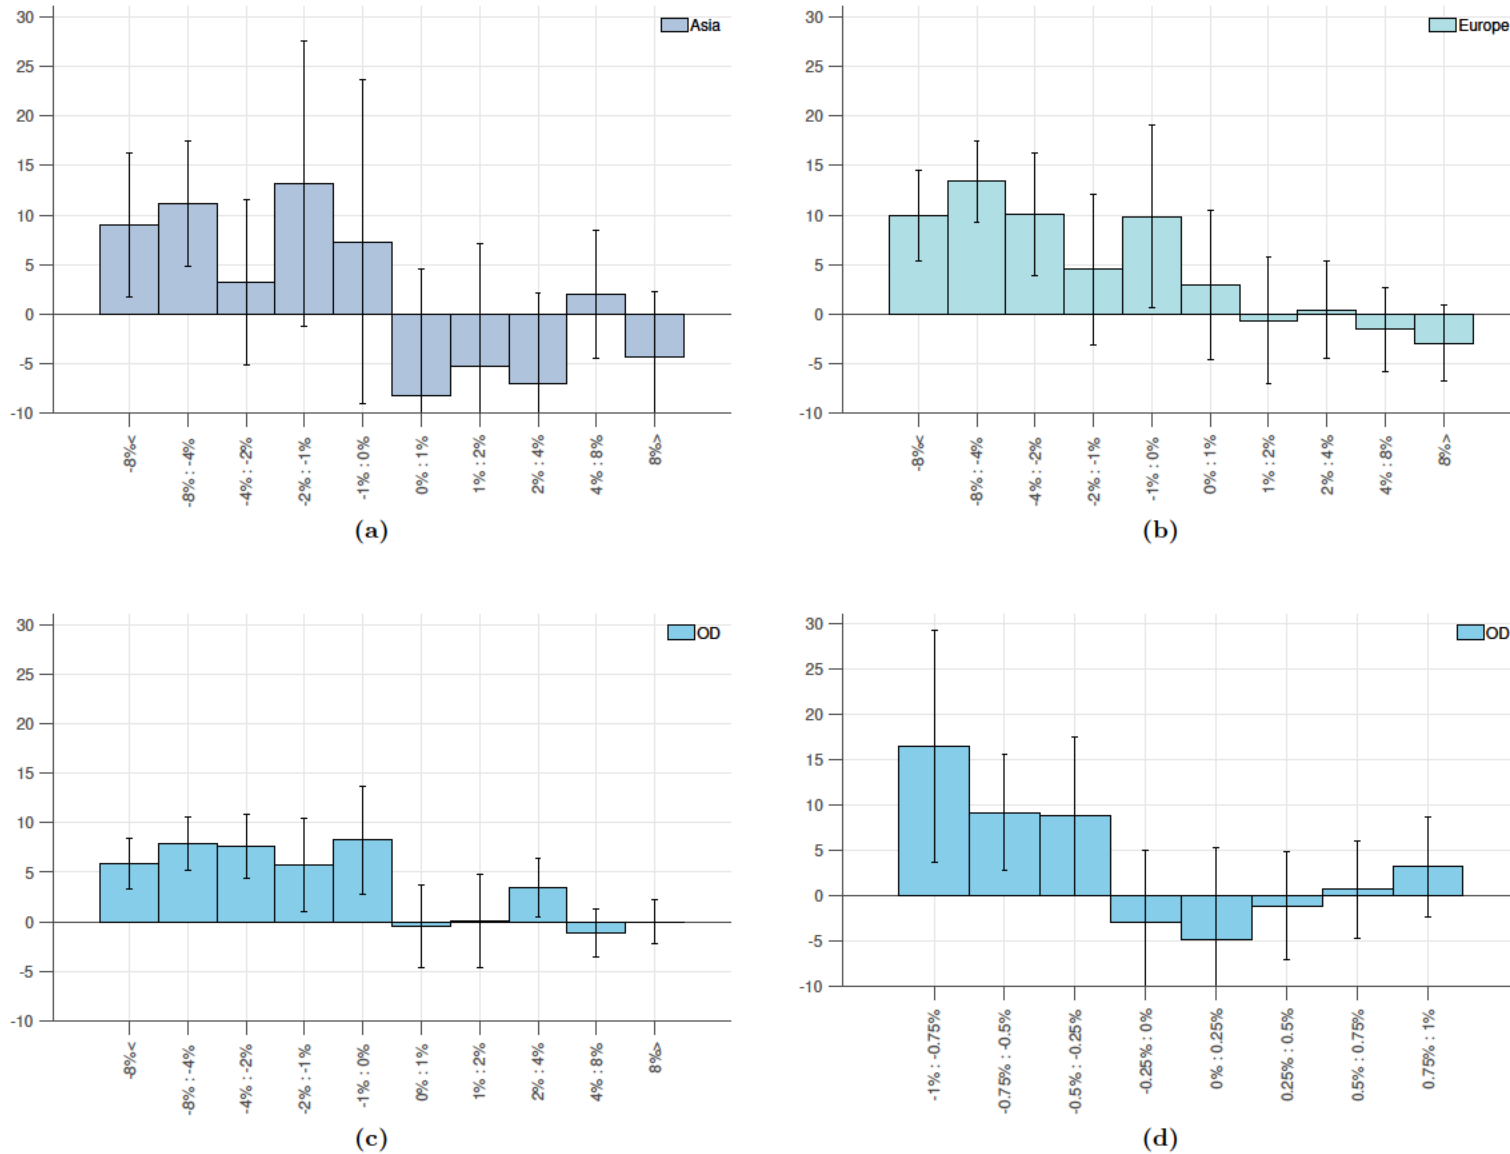 30
25
20
15
10
5
0
-5
-10
Asia
-8%<
-8% : -4%
-4% : -2%
-2% : -1%
-1% : 0%
0% : 1%
1% : 2%
2% : 4%
4% : 8%
8%>
(a)
30
25
20
15
10
5
0
-5
-10
Europe
-8%<
-8% : -4%
-4% : -2%
-2% : -1%
-1% : 0%
0% : 1%
1% : 2%
2% : 4%
4% : 8%
8%>
(b)
30
25
20
15
10
5
0
-5
-10
OD
-8%<
-8% : -4%
-4% : -2%
-2% : -1%
-1% : 0%
0% : 1%
1% : 2%
2% : 4%
4% : 8%
8%>
(c)
30
25
20
15
10
5
0
-5
-10
OD
-1% : -0.75%
-0.75% : -0.5%
-0.5% : -0.25%
-0.25% : 0%
0% : 0.25%
0.25% : 0.5%
0.5% : 0.75%
0.75% : 1%
(d)